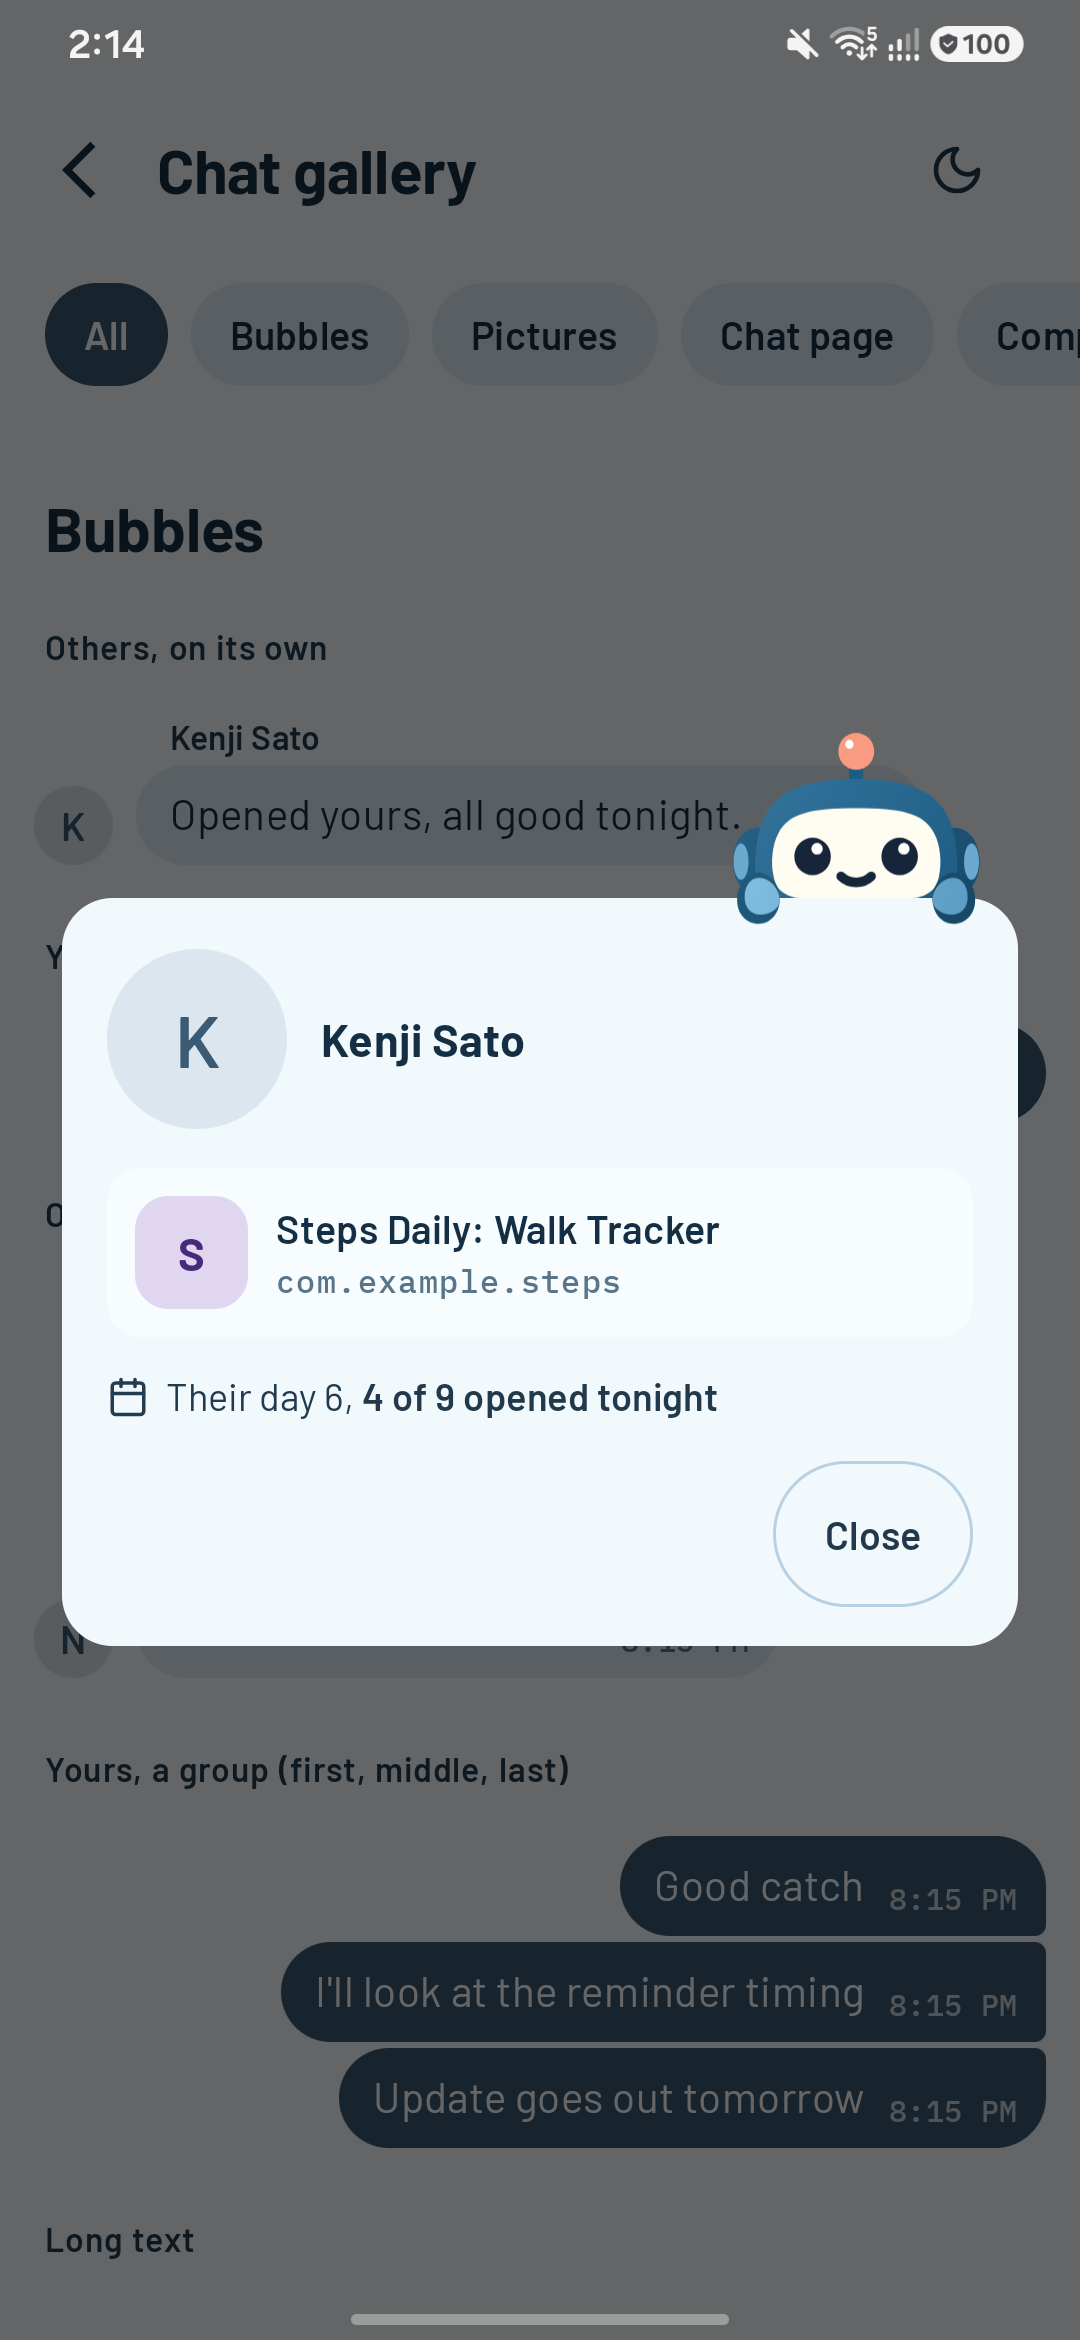 2:14
5
100
Chat gallery
All
Bubbles
Pictures
Chat page
Bubbles
Others, on its own
Kenji Sato
K
Opened yours, all good tonight.
K
Kenji Sato
S
Steps Daily: Walk Tracker
com.example.steps
Their day 6, 4 of 9 opened tonight
Close
N
Yours, a group (first, middle, last)
Good catch 8:15 PM
I'll look at the reminder timing 8:15 PM
Update goes out tomorrow 8:15 PM
Long text